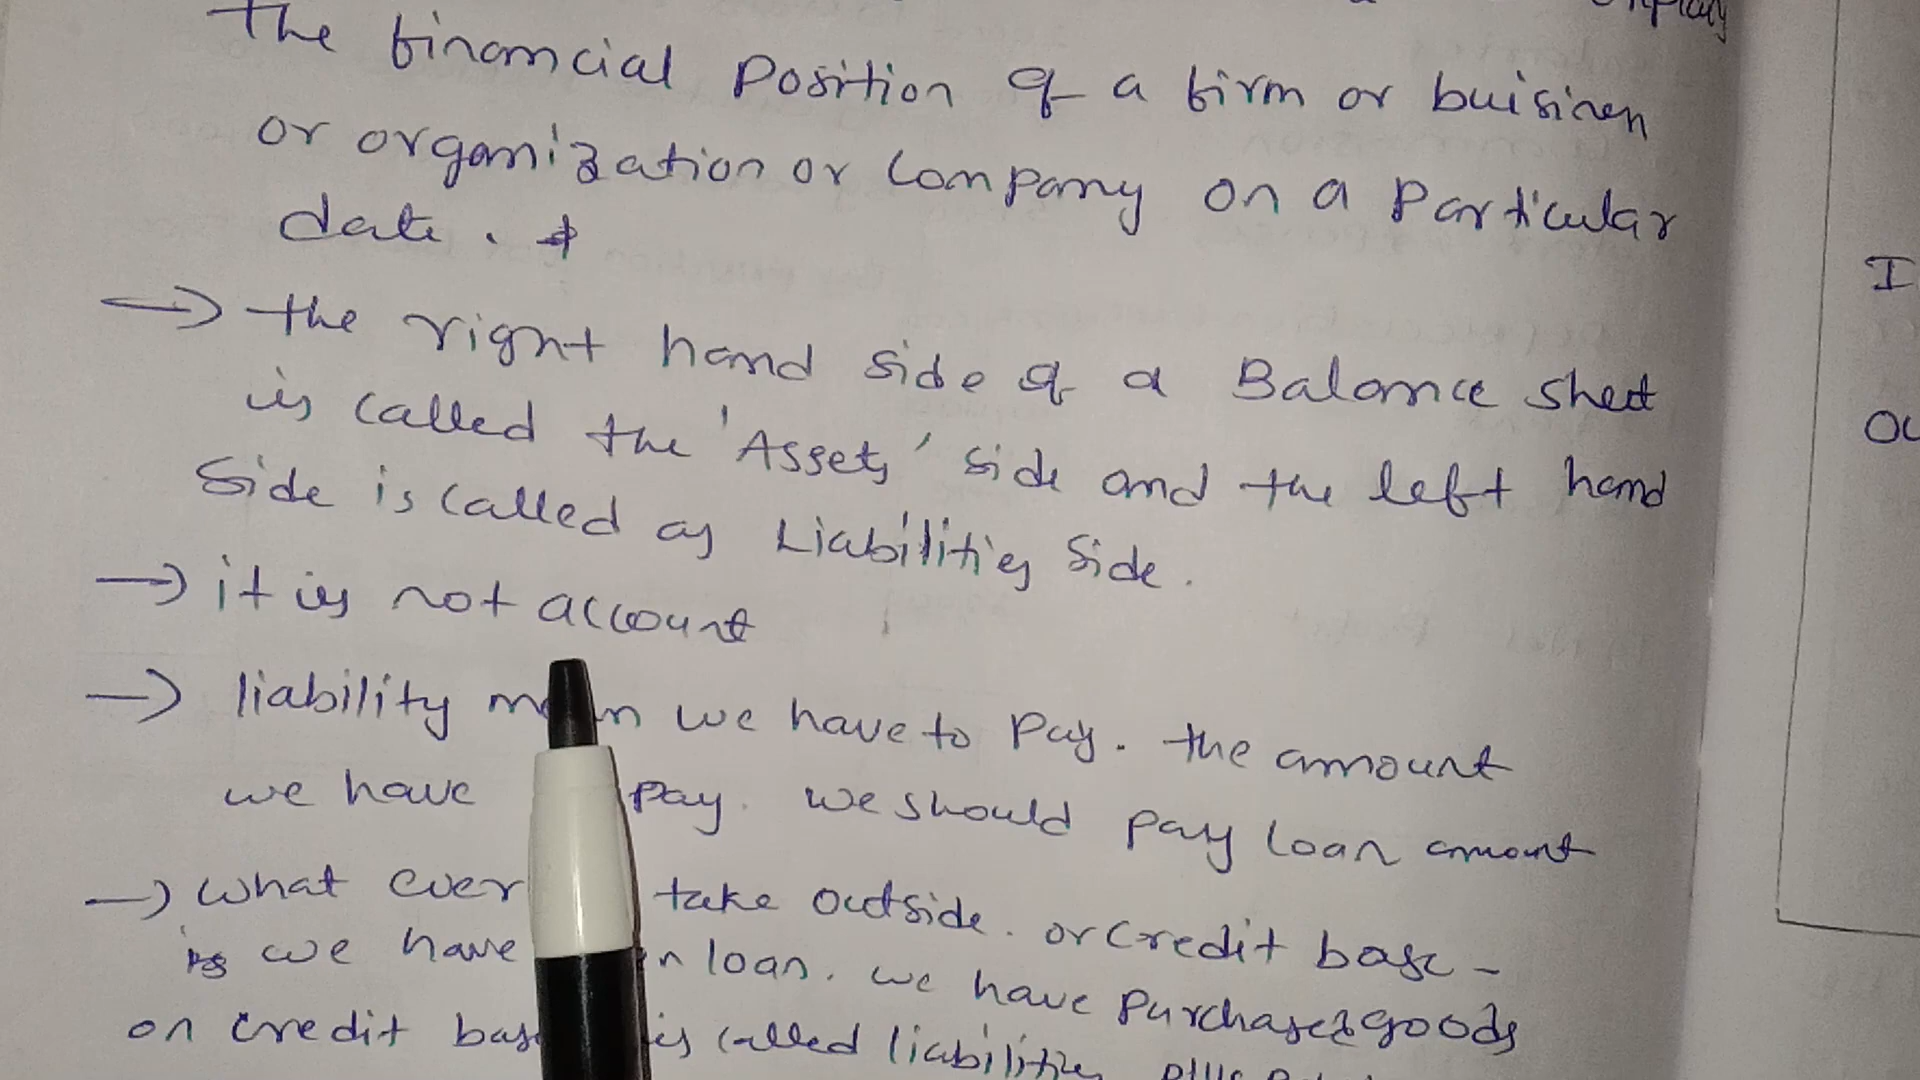 The financial Position of a firm or buisinen
or organization or Company on a Particular
date.
→ the right hand side of a Balance sheet
is called the 'Assets' side and the left hand
Side is called as Liabilities Side.
→ it is not account
→ liability we have to Pay. the amount
we have pay. we should pay loan amount
→ what ever take outside. or credit base -
we have loan. we have Purchased goods
on credit is called liabilities
I